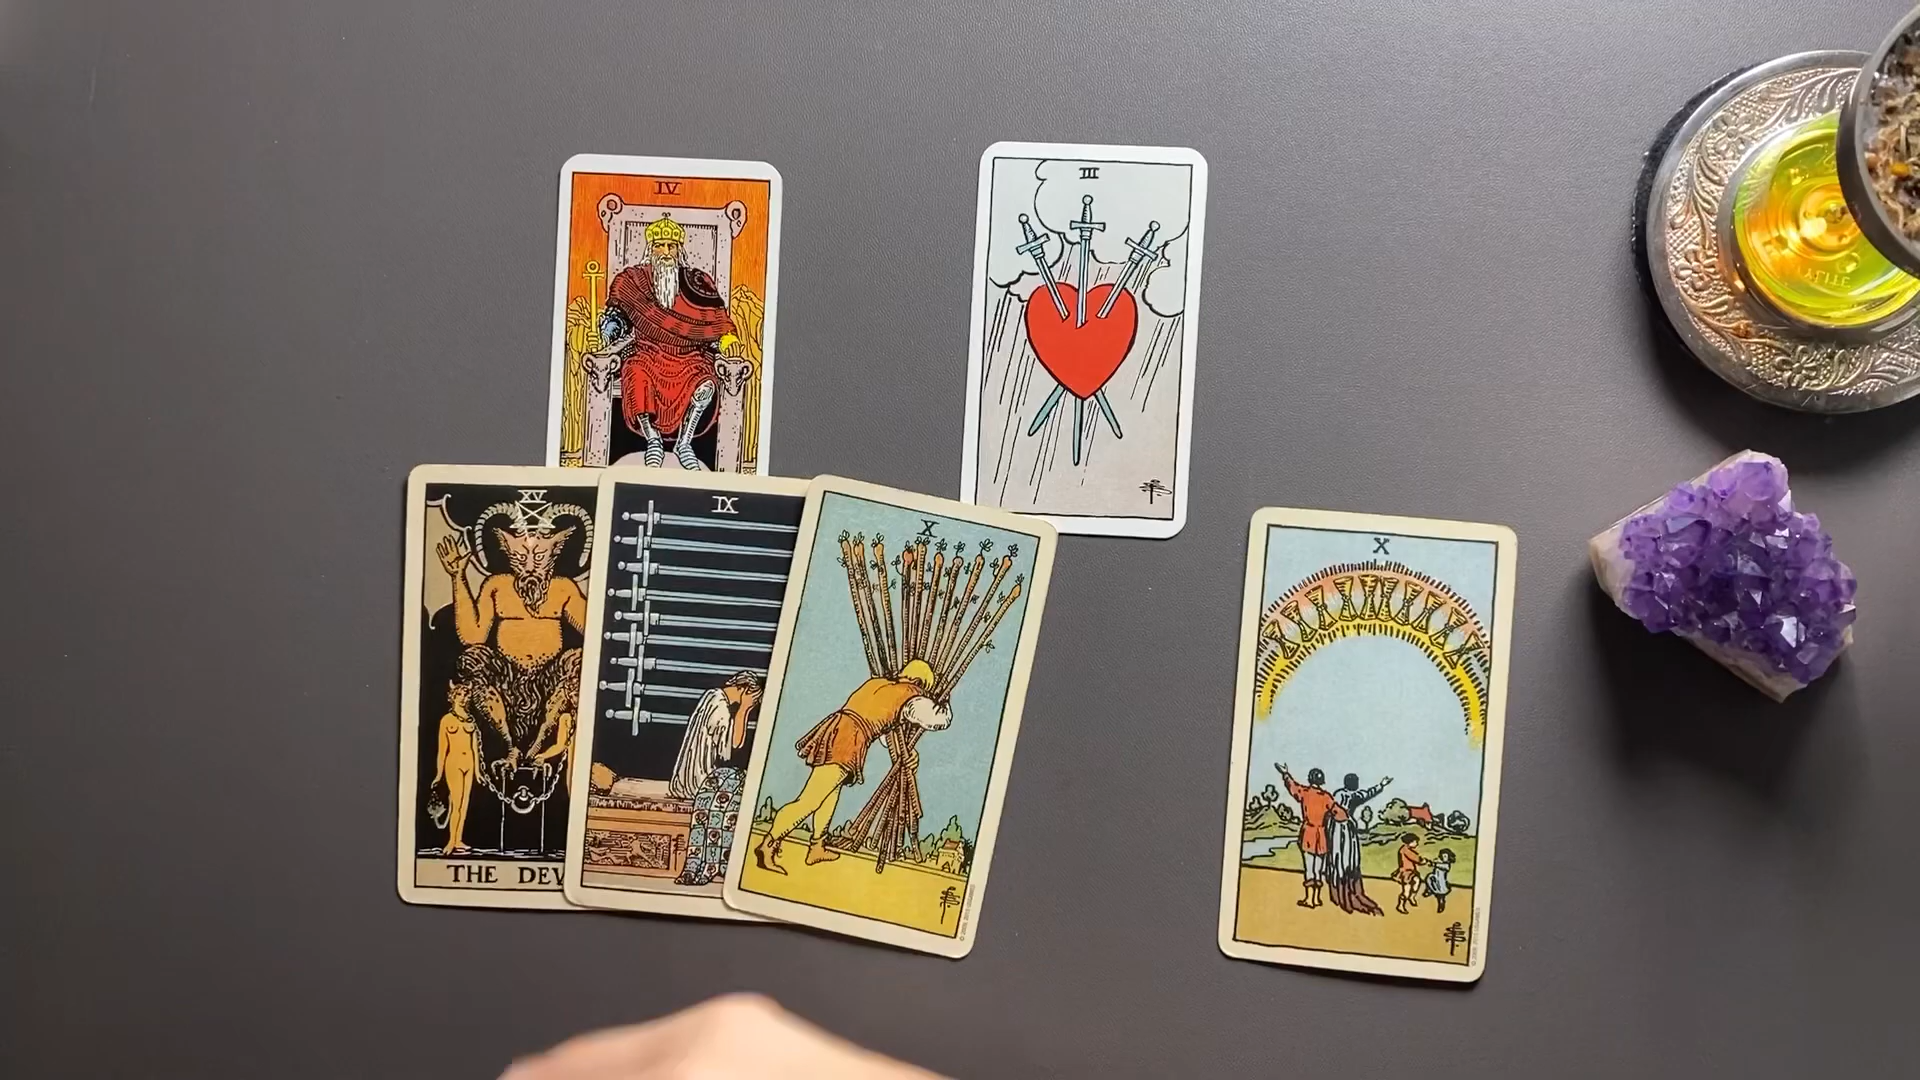 IV
III
XV
THE DEV
IX
X
X